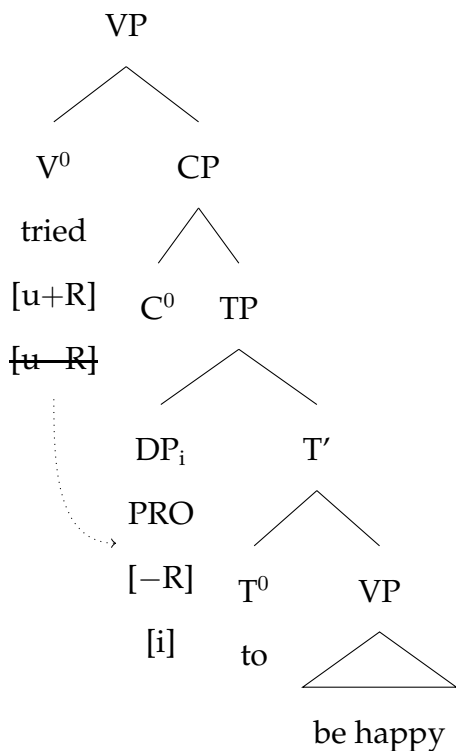 VP
V⁰ CP
tried
[u+R] C⁰ TP
[u−R]
DPᵢ T'
PRO
[−R] T⁰ VP
[i] to
be happy